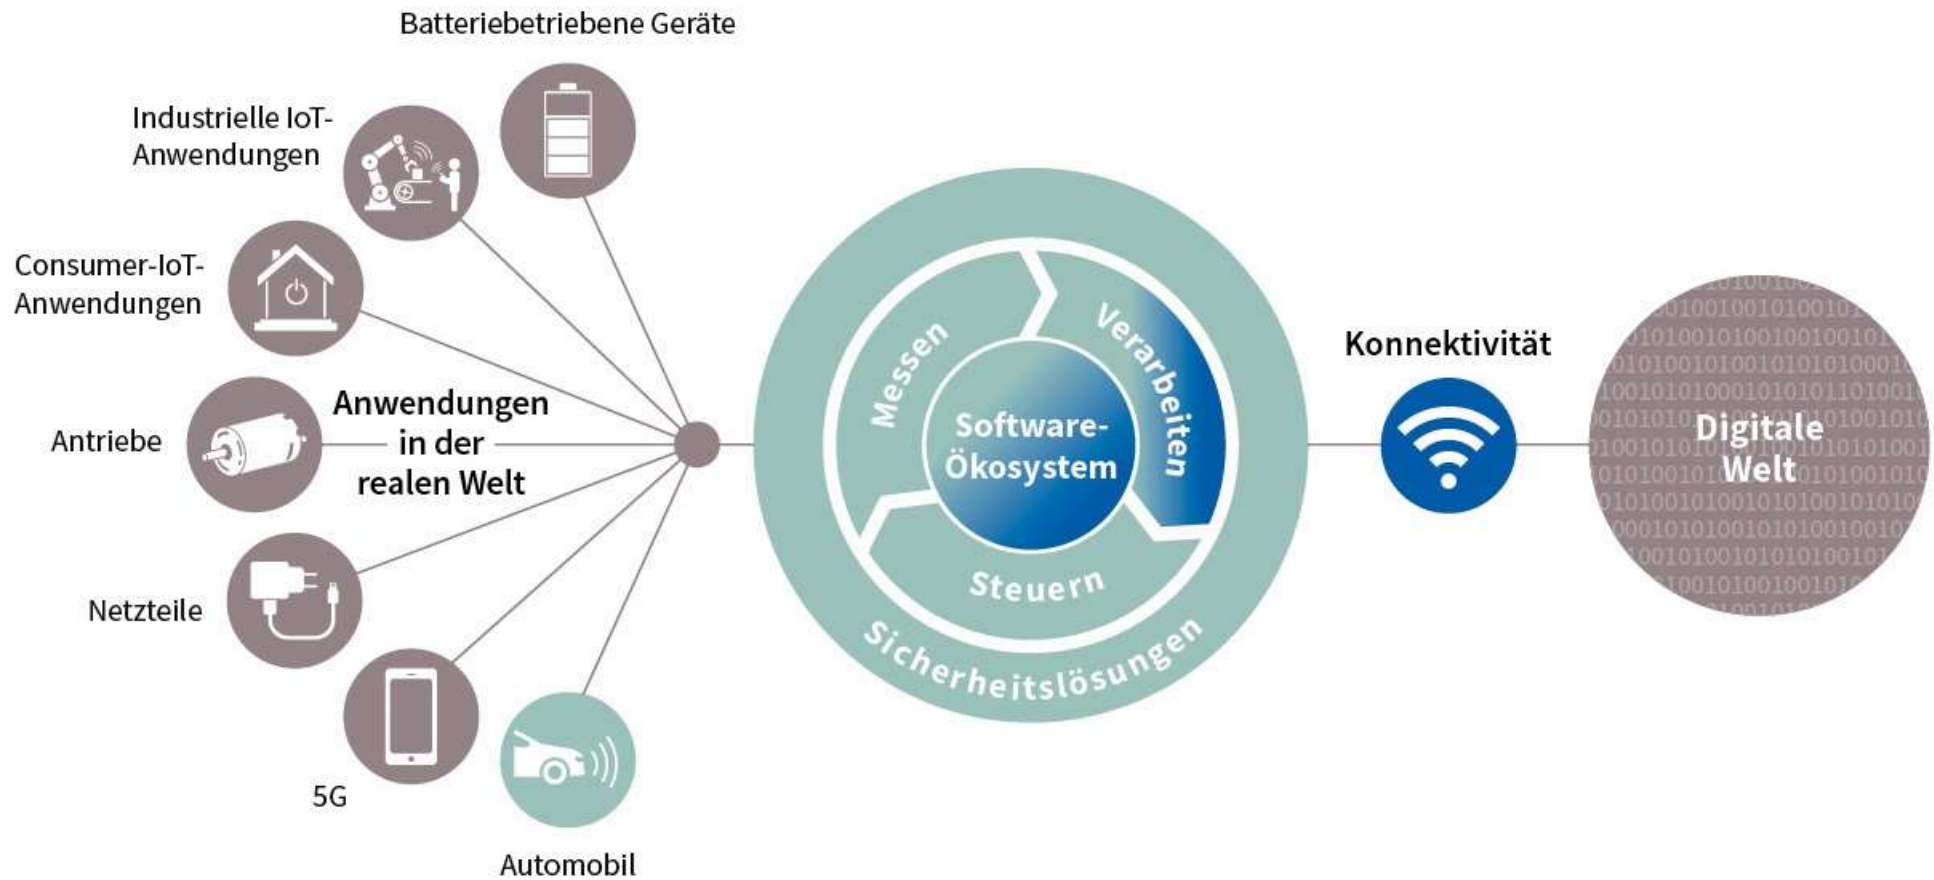 Batteriebetriebene Geräte
Industrielle IoT-
Anwendungen
Consumer-IoT-
Anwendungen
Antriebe
Anwendungen
in der
realen Welt
Netzteile
5G
Automobil
Messen
Verarbeiten
Steuern
Software-
Ökosystem
Sicherheitslösungen
Konnektivität
Digitale
Welt